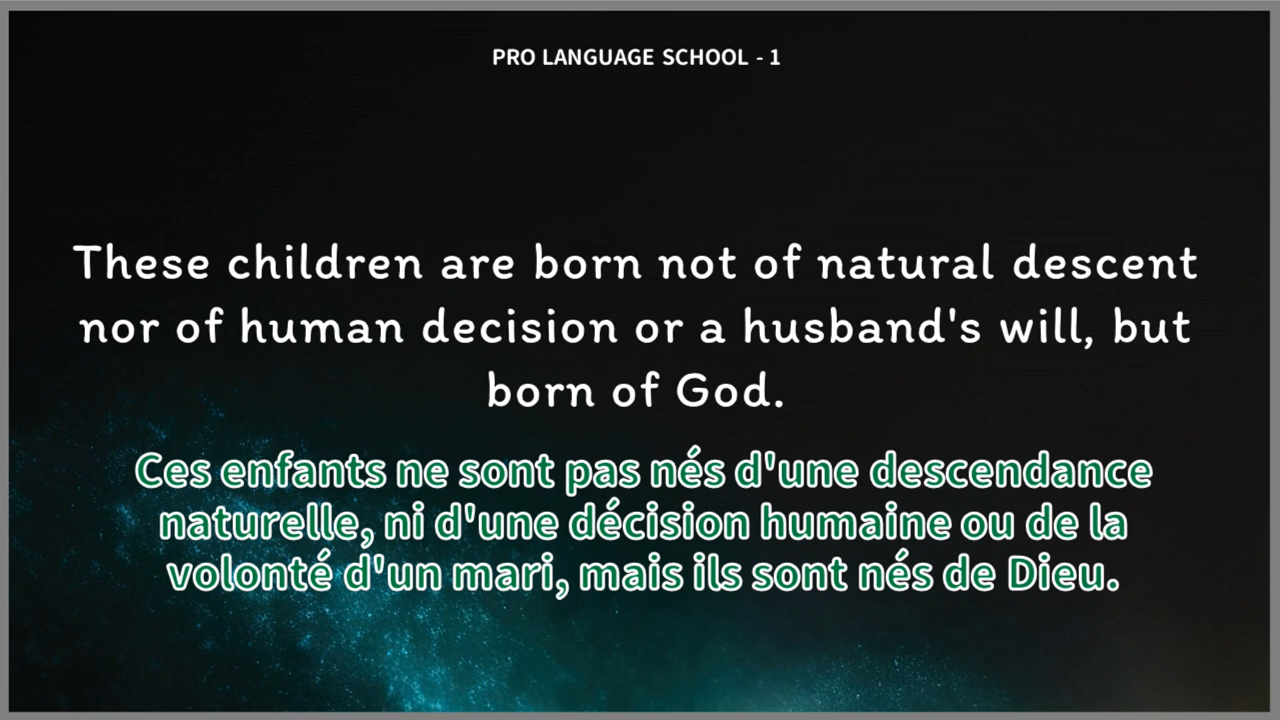 PRO LANGUAGE SCHOOL - 1
These children are born not of natural descent
nor of human decision or a husband's will, but
born of God.
Ces enfants ne sont pas nés d'une descendance
naturelle, ni d'une décision humaine ou de la
volonté d'un mari, mais ils sont nés de Dieu.